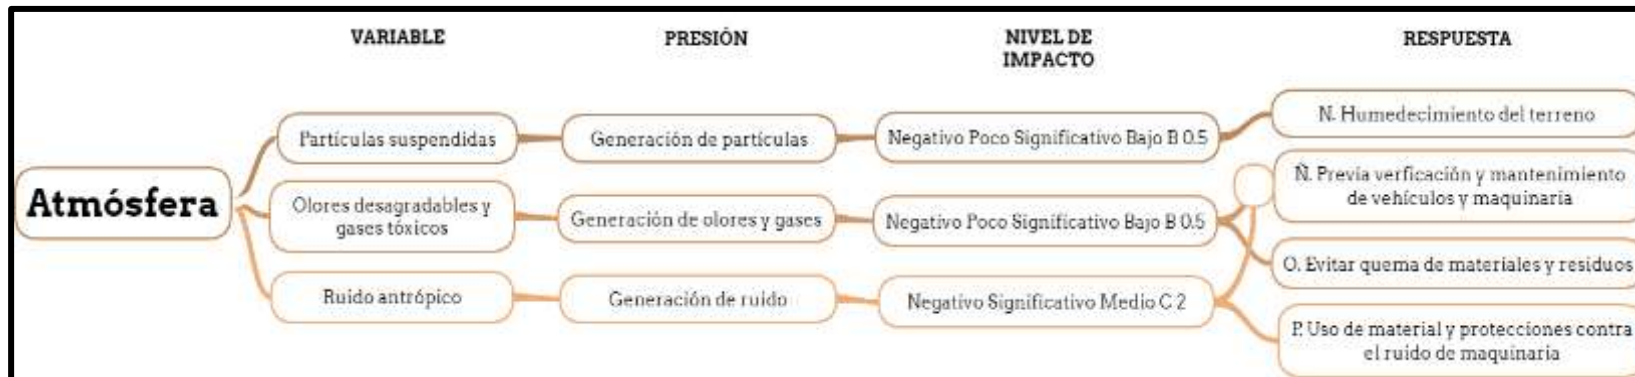 VARIABLE
PRESIÓN
NIVEL DE
IMPACTO
RESPUESTA
Atmósfera
Partículas suspendidas
Generación de partículas
Negativo Poco Significativo Bajo B 0.5
N. Humedecimiento del terreno
Olores desagradables y
gases tóxicos
Generación de olores y gases
Negativo Poco Significativo Bajo B 0.5
Ñ. Previa verficación y mantenimiento
de vehículos y maquinaria
O. Evitar quema de materiales y residuos
Ruido antrópico
Generación de ruido
Negativo Significativo Medio C 2
P. Uso de material y protecciones contra
el ruido de maquinaria